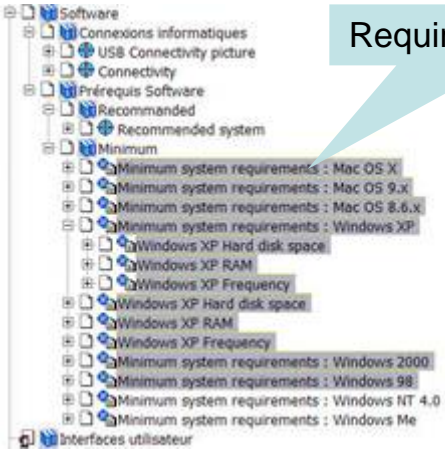 Software
Requir
Connexions informatiques
USB Connectivity picture
Connectivity
Prérequis Software
Recommanded
Recommended system
Minimum
Minimum system requirements : Mac OS X
Minimum system requirements : Mac OS 9.x
Minimum system requirements : Mac OS 8.6.x
Minimum system requirements : Windows XP
Windows XP Hard disk space
Windows XP RAM
Windows XP Frequency
Windows XP Hard disk space
Windows XP RAM
Windows XP Frequency
Minimum system requirements : Windows 2000
Minimum system requirements : Windows 98
Minimum system requirements : Windows NT 4.0
Minimum system requirements : Windows Me
Interfaces utilisateur